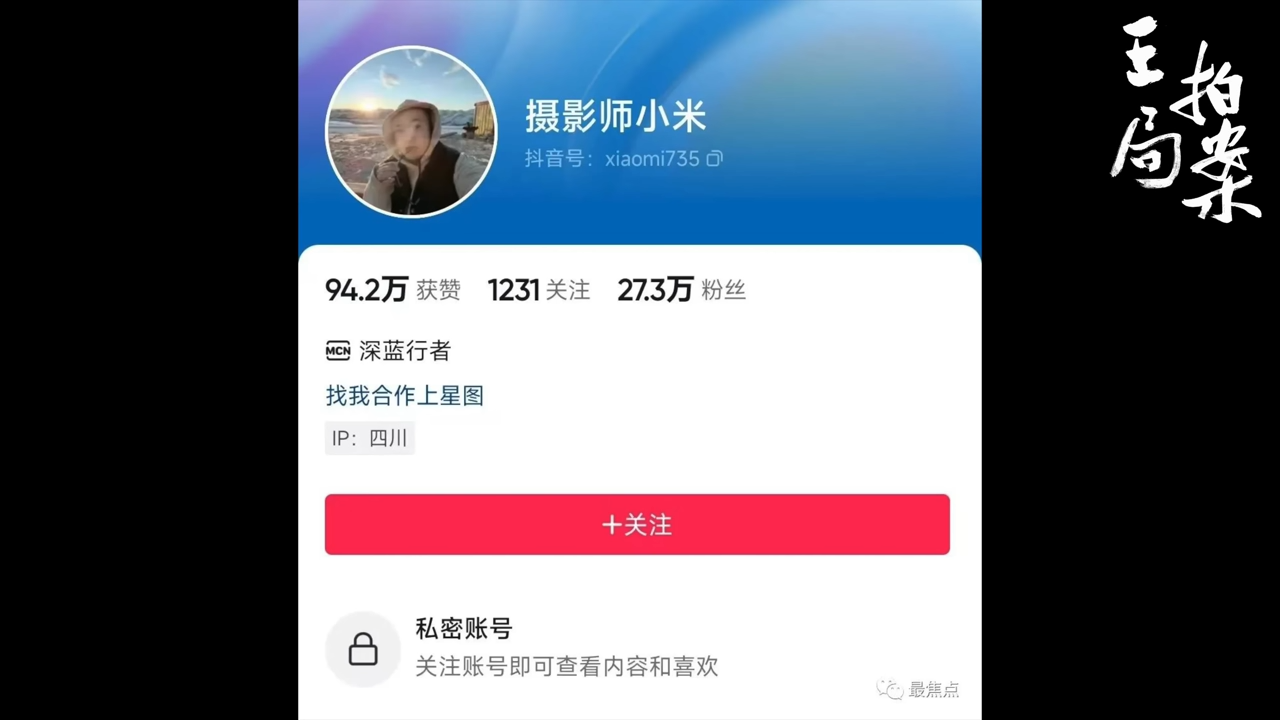 摄影师小米
抖音号：xiaomi735
94.2万 获赞 1231 关注 27.3万 粉丝
MCN 深蓝行者
找我合作上星图
IP：四川
+关注
私密账号
关注账号即可查看内容和喜欢
最焦点
王局拍案